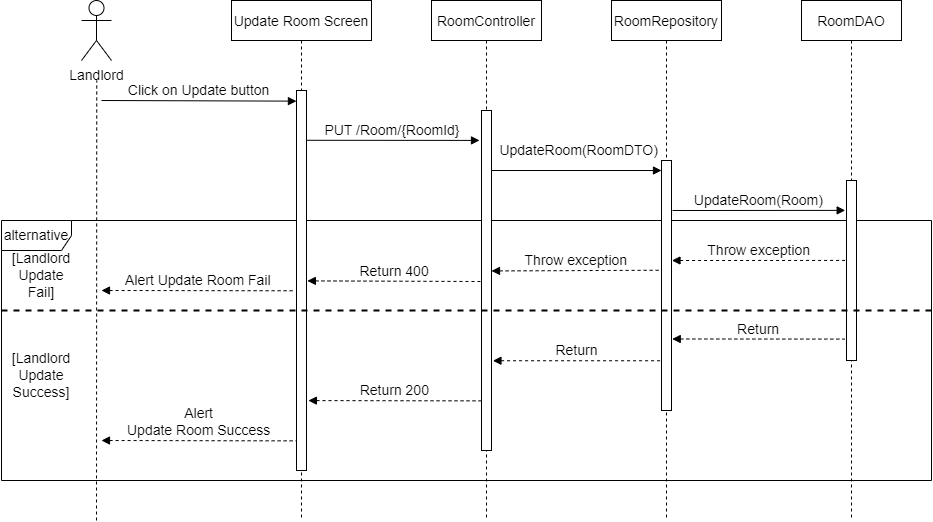 Update Room Screen
RoomController
RoomRepository
RoomDAO
Landlord
Click on Update button
PUT /Room/{RoomId}
UpdateRoom(RoomDTO)
UpdateRoom(Room)
alternative
[Landlord
Update
Fail]
Throw exception
Throw exception
Return 400
Alert Update Room Fail
Return
Return
[Landlord
Update
Success]
Return 200
Alert
Update Room Success